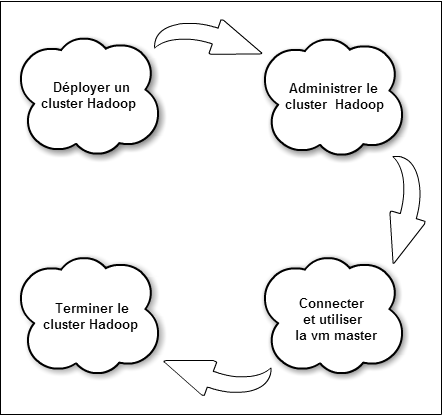 Déployer un
cluster Hadoop
Administrer le
cluster Hadoop
Connecter
et utiliser
la vm master
Terminer le
cluster Hadoop